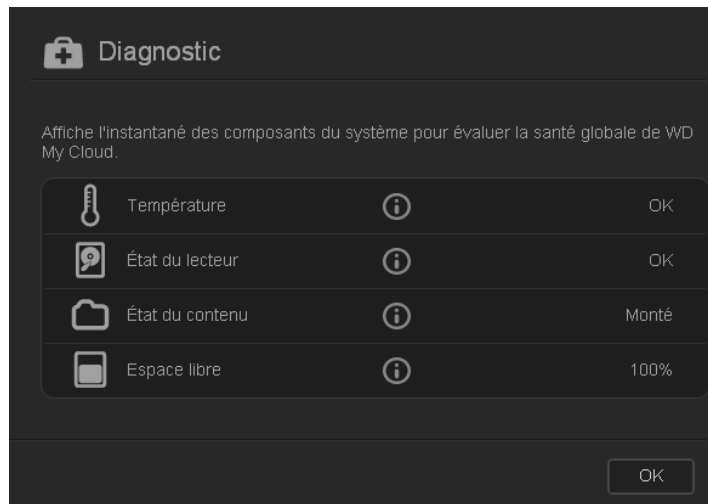 Diagnostic
Affiche l'instantané des composants du système pour évaluer la santé globale de WD
My Cloud.
Température OK
État du lecteur OK
État du contenu Monté
Espace libre 100%
OK